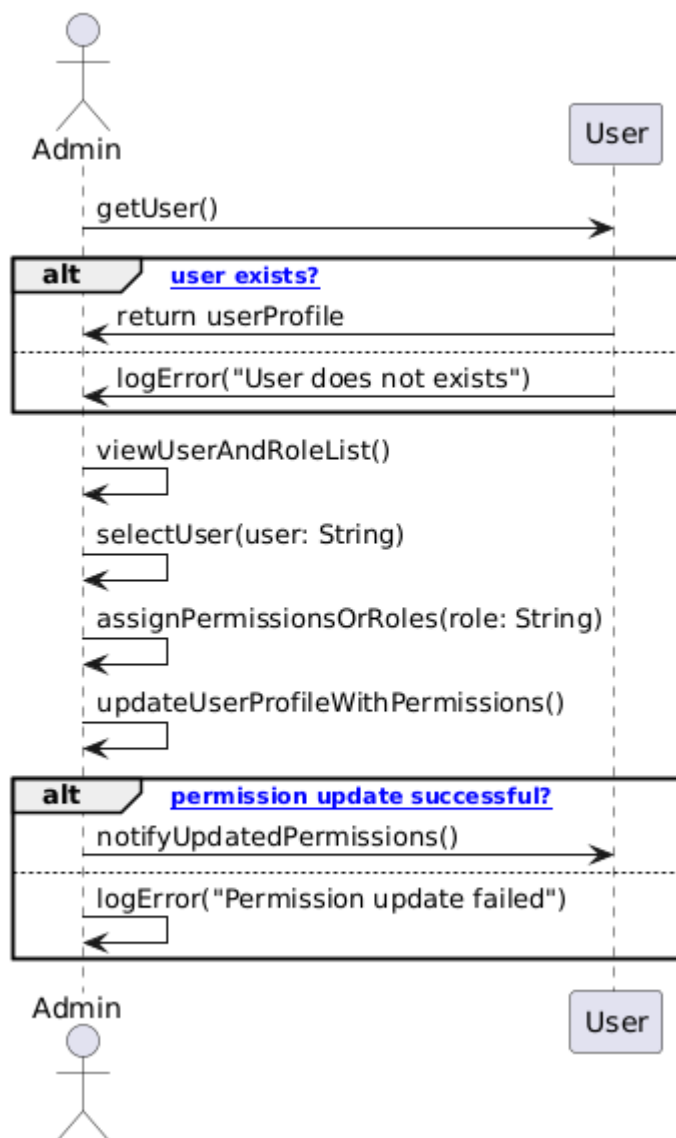 Admin
User
getUser()
alt
user exists?
return userProfile
logError("User does not exists")
viewUserAndRoleList()
selectUser(user: String)
assignPermissionsOrRoles(role: String)
updateUserProfileWithPermissions()
alt
permission update successful?
notifyUpdatedPermissions()
logError("Permission update failed")
Admin
User